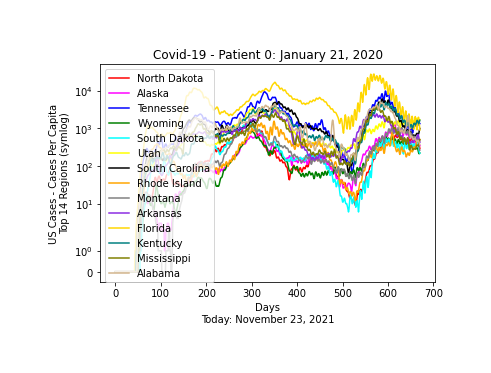 Covid-19 - Patient 0: January 21, 2020
US Cases - Cases Per Capita
Top 14 Regions (symlog)
10⁴
10³
10²
10¹
10⁰
0
North Dakota
Alaska
Tennessee
Wyoming
South Dakota
Utah
South Carolina
Rhode Island
Montana
Arkansas
Florida
Kentucky
Mississippi
Alabama
0 100 200 300 400 500 600 700
Days
Today: November 23, 2021